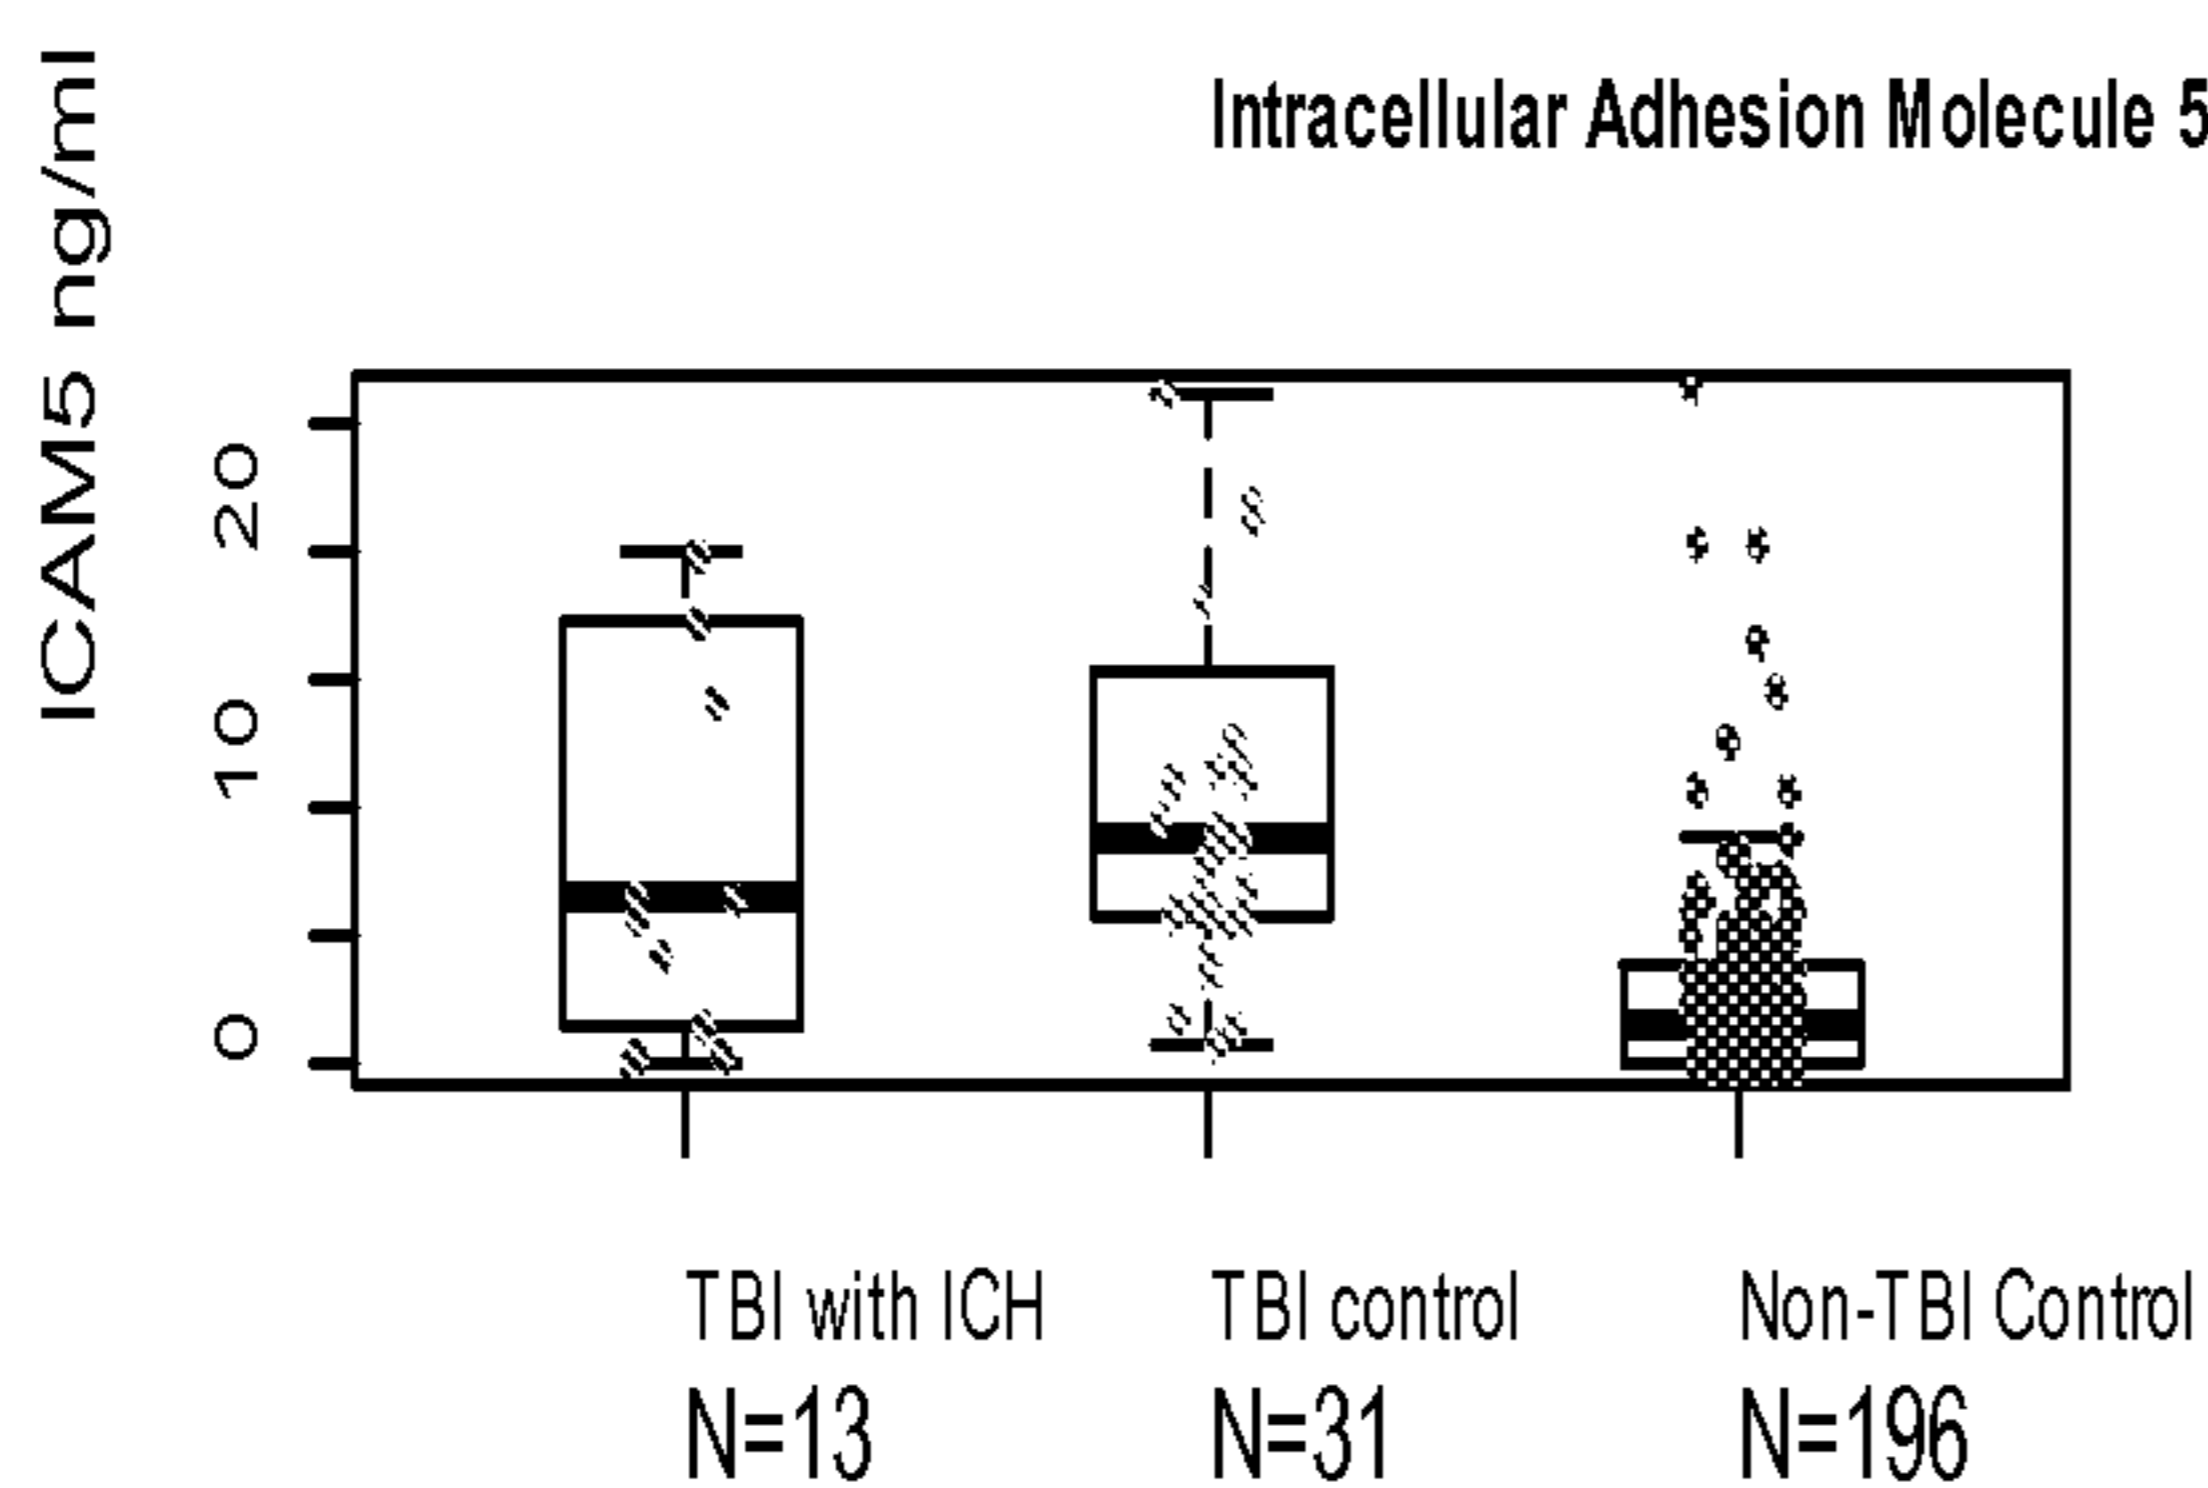 Intracellular Adhesion Molecule 5
ICAM5 ng/ml
20
10
0
TBI with ICH
N=13
TBI control
N=31
Non-TBI Control
N=196